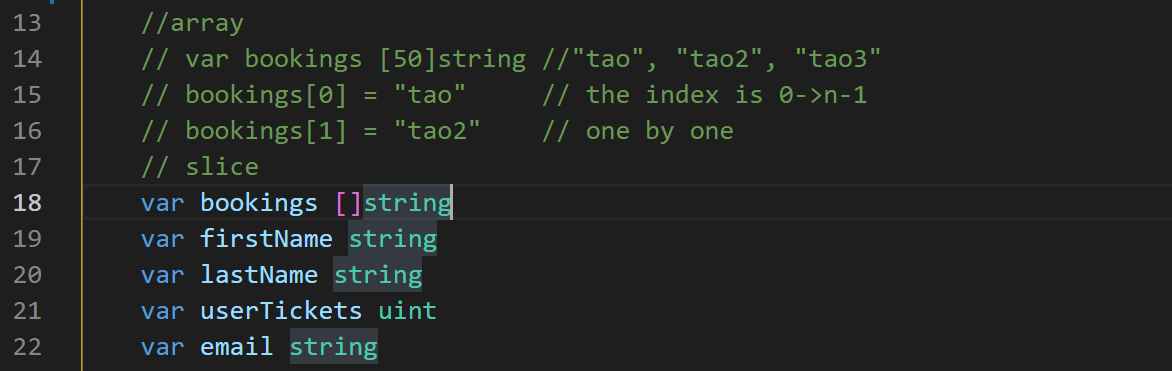 13 //array
14 // var bookings [50]string //"tao", "tao2", "tao3"
15 // bookings[0] = "tao" // the index is 0->n-1
16 // bookings[1] = "tao2" // one by one
17 // slice
18 var bookings []string
19 var firstName string
20 var lastName string
21 var userTickets uint
22 var email string